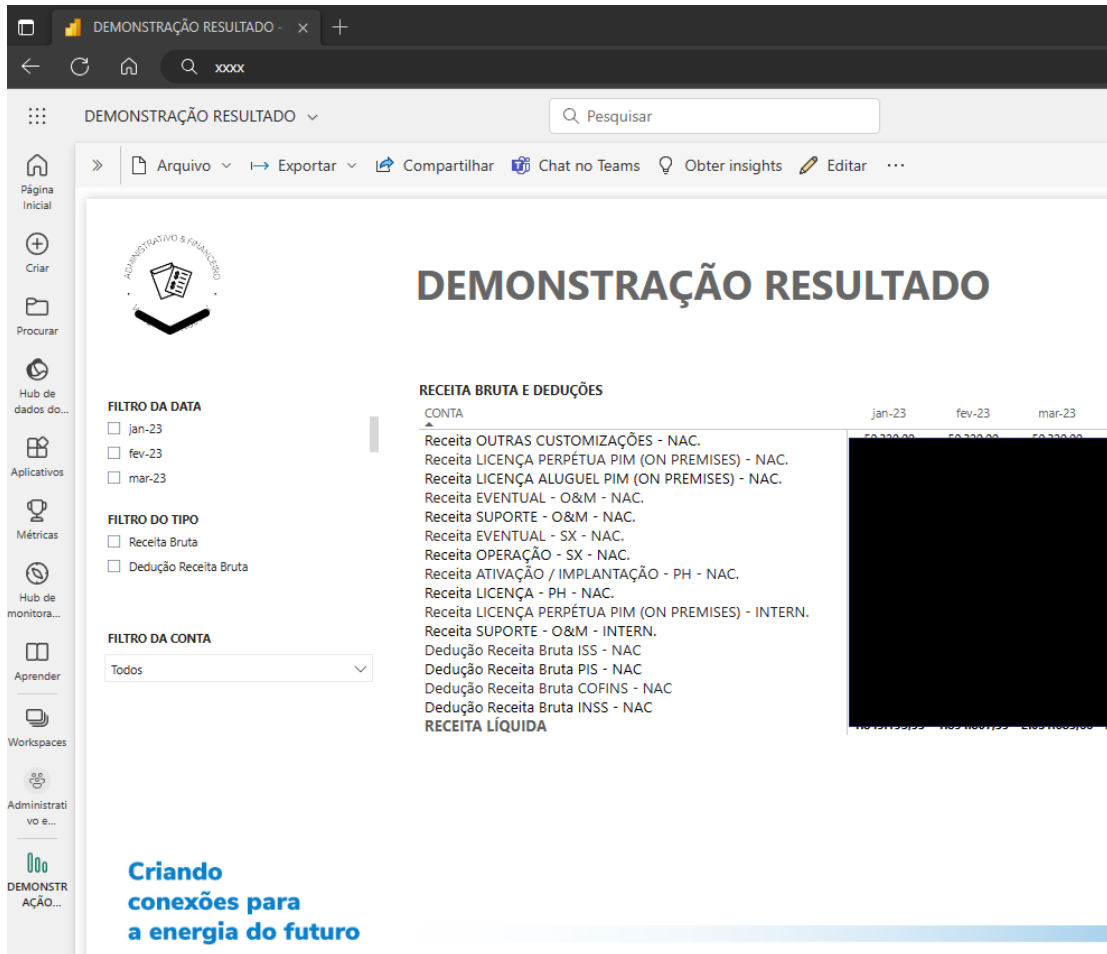 DEMONSTRAÇÃO RESULTADO -
xxxx
DEMONSTRAÇÃO RESULTADO
Pesquisar
Página
Inicial
Criar
Procurar
Hub de
dados do...
Aplicativos
Métricas
Hub de
monitora...
Aprender
Workspaces
Administrati
vo e...
DEMONSTR
AÇÃO...
Arquivo
Exportar
Compartilhar
Chat no Teams
Obter insights
Editar
ADMINISTRATIVO & FINANCEIRO
DEMONSTRAÇÃO RESULTADO
FILTRO DA DATA
jan-23
fev-23
mar-23
FILTRO DO TIPO
Receita Bruta
Dedução Receita Bruta
FILTRO DA CONTA
Todos
RECEITA BRUTA E DEDUÇÕES
CONTA jan-23 fev-23 mar-23
Receita OUTRAS CUSTOMIZAÇÕES - NAC.
Receita LICENÇA PERPÉTUA PIM (ON PREMISES) - NAC.
Receita LICENÇA ALUGUEL PIM (ON PREMISES) - NAC.
Receita EVENTUAL - O&M - NAC.
Receita SUPORTE - O&M - NAC.
Receita EVENTUAL - SX - NAC.
Receita OPERAÇÃO - SX - NAC.
Receita ATIVAÇÃO / IMPLANTAÇÃO - PH - NAC.
Receita LICENÇA - PH - NAC.
Receita LICENÇA PERPÉTUA PIM (ON PREMISES) - INTERN.
Receita SUPORTE - O&M - INTERN.
Dedução Receita Bruta ISS - NAC
Dedução Receita Bruta PIS - NAC
Dedução Receita Bruta COFINS - NAC
Dedução Receita Bruta INSS - NAC
RECEITA LÍQUIDA
Criando
conexões para
a energia do futuro